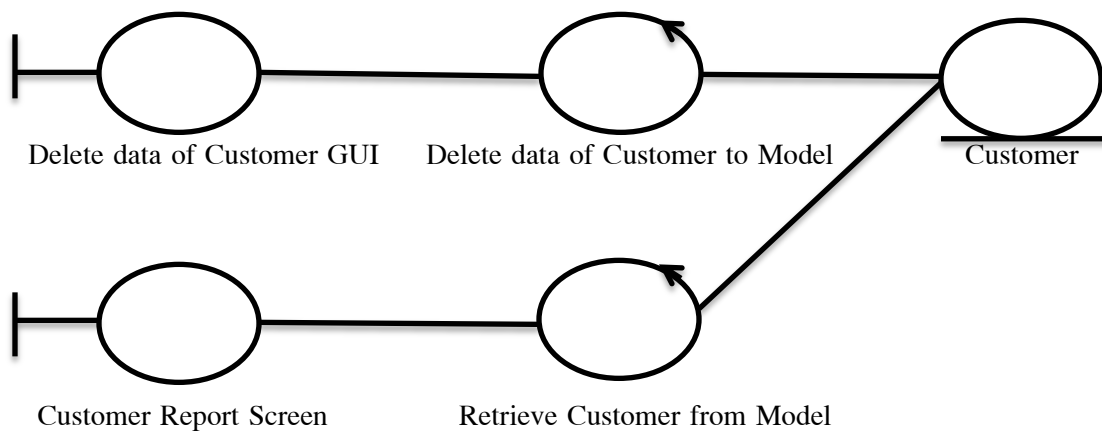 Delete data of Customer GUI
Delete data of Customer to Model
Customer
Customer Report Screen
Retrieve Customer from Model